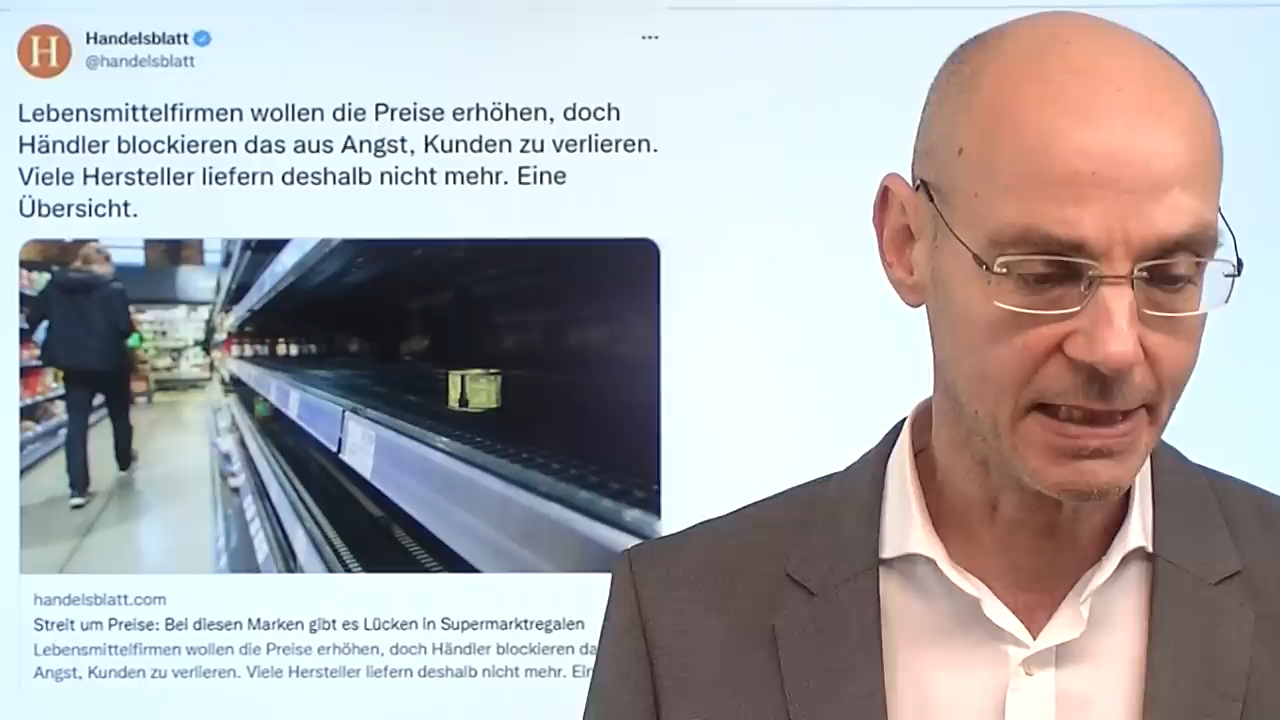 H
Handelsblatt
@handelsblatt
Lebensmittelfirmen wollen die Preise erhöhen, doch
Händler blockieren das aus Angst, Kunden zu verlieren.
Viele Hersteller liefern deshalb nicht mehr. Eine
Übersicht.
handelsblatt.com
Streit um Preise: Bei diesen Marken gibt es Lücken in Supermarktregalen
Lebensmittelfirmen wollen die Preise erhöhen, doch Händler blockieren da
Angst, Kunden zu verlieren. Viele Hersteller liefern deshalb nicht mehr. Ein